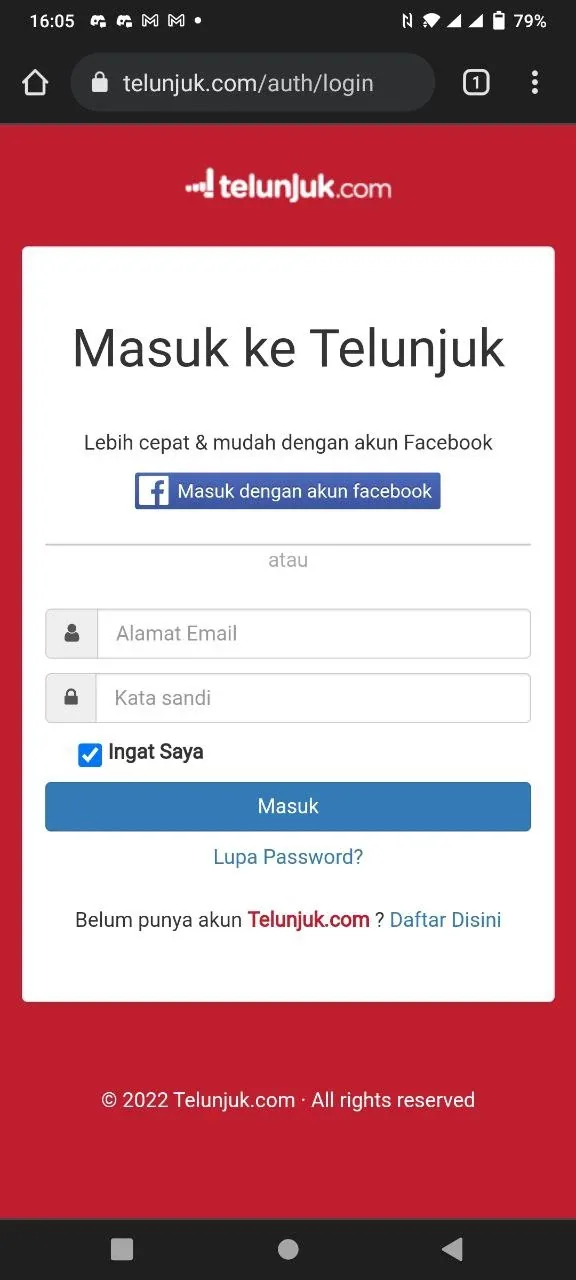 16:05
79%
telunjuk.com/auth/login
1
telunjuk.com
Masuk ke Telunjuk
Lebih cepat & mudah dengan akun Facebook
f Masuk dengan akun facebook
atau
Alamat Email
Kata sandi
Ingat Saya
Masuk
Lupa Password?
Belum punya akun Telunjuk.com ? Daftar Disini
© 2022 Telunjuk.com · All rights reserved